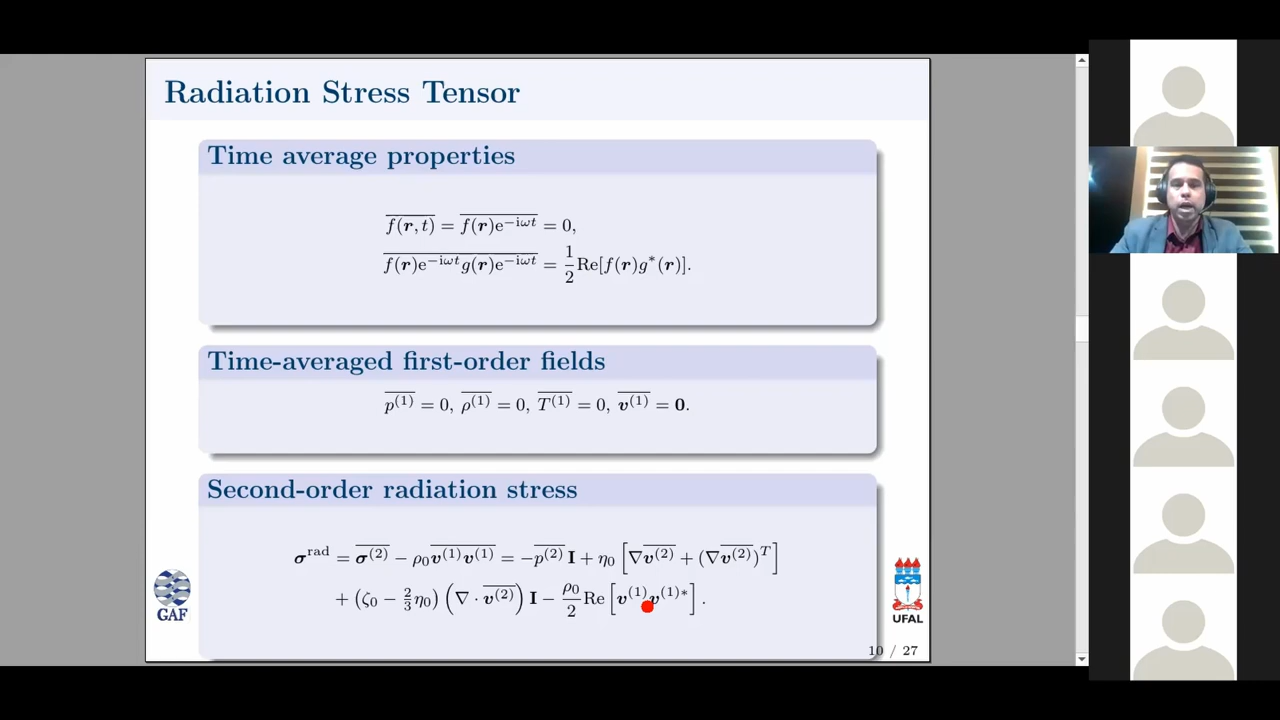 Radiation Stress Tensor
Time average properties
$\overline{f(\boldsymbol{r},t)} = \overline{f(\boldsymbol{r})\mathrm{e}^{-\mathrm{i}\omega t}} = 0,$
$\overline{f(\boldsymbol{r})\mathrm{e}^{-\mathrm{i}\omega t}g(\boldsymbol{r})\mathrm{e}^{-\mathrm{i}\omega t}} = \frac{1}{2}\mathrm{Re}[f(\boldsymbol{r})g^*(\boldsymbol{r})].$
Time-averaged first-order fields
$\overline{p^{(1)}} = 0, \overline{\rho^{(1)}} = 0, \overline{T^{(1)}} = 0, \overline{\boldsymbol{v}^{(1)}} = \boldsymbol{0}.$
Second-order radiation stress
$\boldsymbol{\sigma}^{\mathrm{rad}} = \overline{\boldsymbol{\sigma}^{(2)}} - \rho_0\overline{\boldsymbol{v}^{(1)}\boldsymbol{v}^{(1)}} = -\overline{p^{(2)}}\,\mathbf{I} + \eta_0\left[\nabla\overline{\boldsymbol{v}^{(2)}} + (\nabla\overline{\boldsymbol{v}^{(2)}})^T\right]$
$+ \left(\zeta_0 - \frac{2}{3}\eta_0\right)\left(\nabla\cdot\overline{\boldsymbol{v}^{(2)}}\right)\mathbf{I} - \frac{\rho_0}{2}\mathrm{Re}\left[\boldsymbol{v}^{(1)}\boldsymbol{v}^{(1)*}\right].$
GAF
UFAL
10 / 27